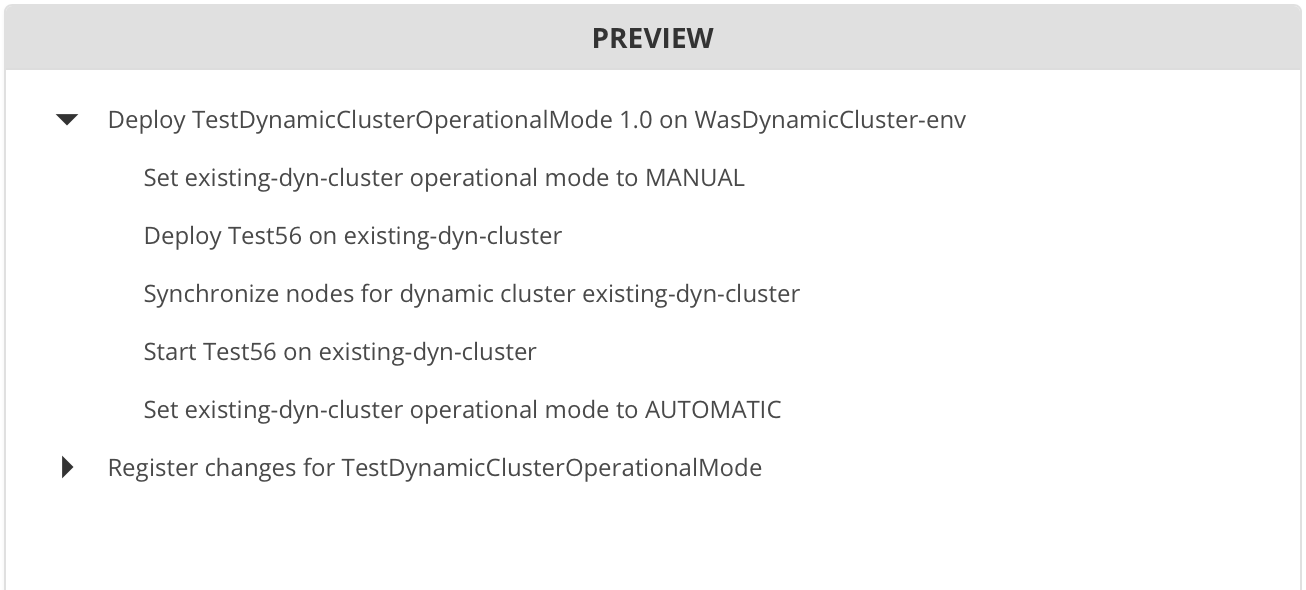 PREVIEW
Deploy TestDynamicClusterOperationalMode 1.0 on WasDynamicCluster-env
Set existing-dyn-cluster operational mode to MANUAL
Deploy Test56 on existing-dyn-cluster
Synchronize nodes for dynamic cluster existing-dyn-cluster
Start Test56 on existing-dyn-cluster
Set existing-dyn-cluster operational mode to AUTOMATIC
Register changes for TestDynamicClusterOperationalMode